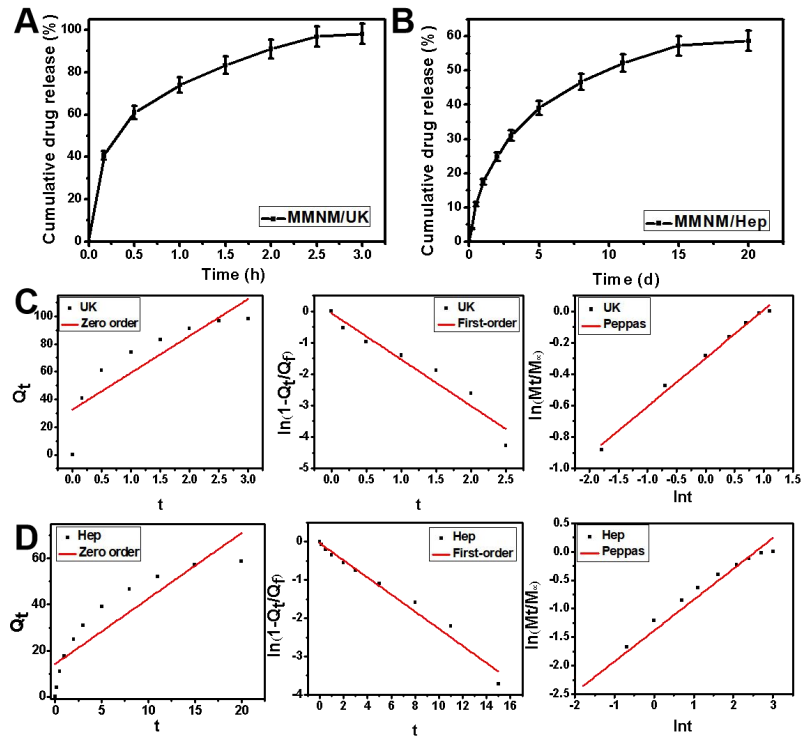 A
Cumulative drug release (%)
100
80
60
40
20
0
0.0 0.5 1.0 1.5 2.0 2.5 3.0
Time (h)
MMNM/UK
B
Cumulative drug release (%)
60
50
40
30
20
10
0
0 5 10 15 20
Time (d)
MMNM/Hep
C
UK
Zero order
Qt
100
80
60
40
20
0
0.0 0.5 1.0 1.5 2.0 2.5 3.0
t
UK
First-order
ln(1-Qt/Qf)
0
-1
-2
-3
-4
-5
0.0 0.5 1.0 1.5 2.0 2.5
t
UK
Peppas
ln(Mt/M∞)
0.0
-0.2
-0.4
-0.6
-0.8
-1.0
-2.0 -1.5 -1.0 -0.5 0.0 0.5 1.0 1.5
lnt
D
Hep
Zero order
Qt
60
40
20
0
0 5 10 15 20
t
Hep
First-order
ln(1-Qt/Qf)
0
-1
-2
-3
-4
0 2 4 6 8 10 12 14 16
t
Hep
Peppas
ln(Mt/M∞)
0.5
0.0
-0.5
-1.0
-1.5
-2.0
-2.5
-2 -1 0 1 2 3
lnt